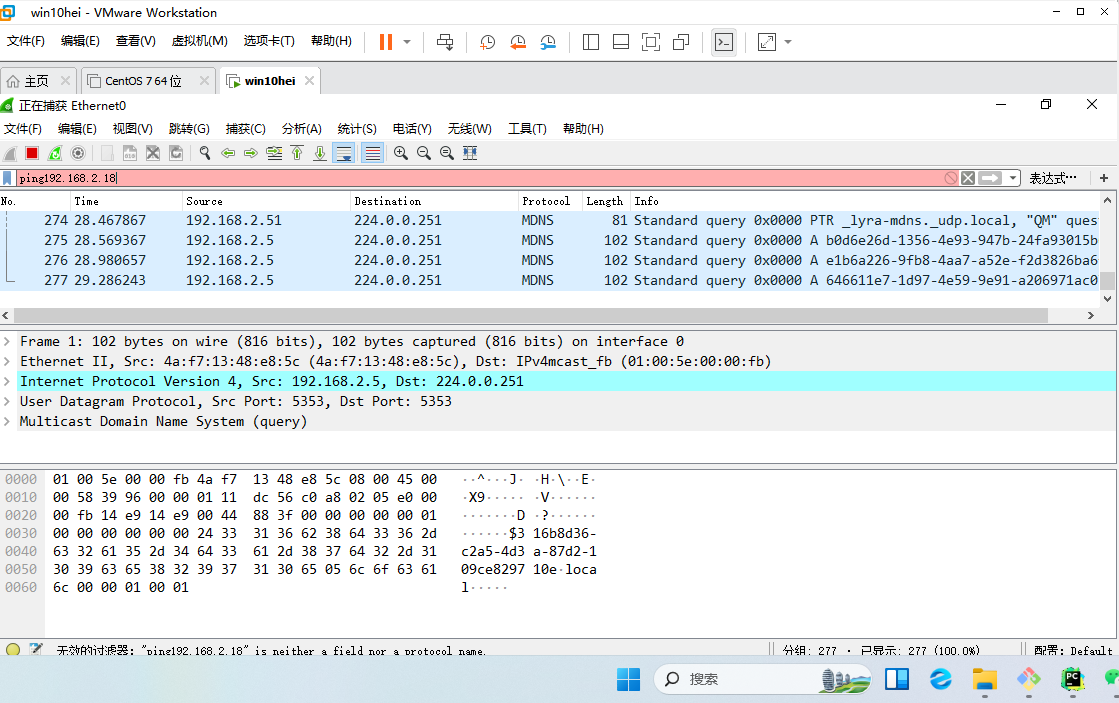 win10hei - VMware Workstation
文件(F) 编辑(E) 查看(V) 虚拟机(M) 选项卡(T) 帮助(H)
主页 CentOS 7 64 位 win10hei
正在捕获 Ethernet0
文件(F) 编辑(E) 视图(V) 跳转(G) 捕获(C) 分析(A) 统计(S) 电话(Y) 无线(W) 工具(T) 帮助(H)
ping192.168.2.18 表达式… +
No. Time Source Destination Protocol Length Info
274 28.467867 192.168.2.51 224.0.0.251 MDNS 81 Standard query 0x0000 PTR _lyra-mdns._udp.local, "QM" ques
275 28.569367 192.168.2.5 224.0.0.251 MDNS 102 Standard query 0x0000 A b0d6e26d-1356-4e93-947b-24fa93015b
276 28.980657 192.168.2.5 224.0.0.251 MDNS 102 Standard query 0x0000 A e1b6a226-9fb8-4aa7-a52e-f2d3826ba6
277 29.286243 192.168.2.5 224.0.0.251 MDNS 102 Standard query 0x0000 A 646611e7-1d97-4e59-9e91-a206971ac0
Frame 1: 102 bytes on wire (816 bits), 102 bytes captured (816 bits) on interface 0
Ethernet II, Src: 4a:f7:13:48:e8:5c (4a:f7:13:48:e8:5c), Dst: IPv4mcast_fb (01:00:5e:00:00:fb)
Internet Protocol Version 4, Src: 192.168.2.5, Dst: 224.0.0.251
User Datagram Protocol, Src Port: 5353, Dst Port: 5353
Multicast Domain Name System (query)
0000 01 00 5e 00 00 fb 4a f7 13 48 e8 5c 08 00 45 00 ··^···J· ·H·\··E·
0010 00 58 39 96 00 00 01 11 dc 56 c0 a8 02 05 e0 00 ·X9····· ·V······
0020 00 fb 14 e9 14 e9 00 44 88 3f 00 00 00 00 00 01 ·······D ·?······
0030 00 00 00 00 00 00 24 33 31 36 62 38 64 33 36 2d ······$3 16b8d36-
0040 63 32 61 35 2d 34 64 33 61 2d 38 37 64 32 2d 31 c2a5-4d3 a-87d2-1
0050 30 39 63 65 38 32 39 37 31 30 65 05 6c 6f 63 61 09ce8297 10e·loca
0060 6c 00 00 01 00 01 l·····
无效的过滤器: "ping192.168.2.18" is neither a field nor a protocol name. 分组: 277 · 已显示: 277 (100.0%) 配置: Default
搜索
PC